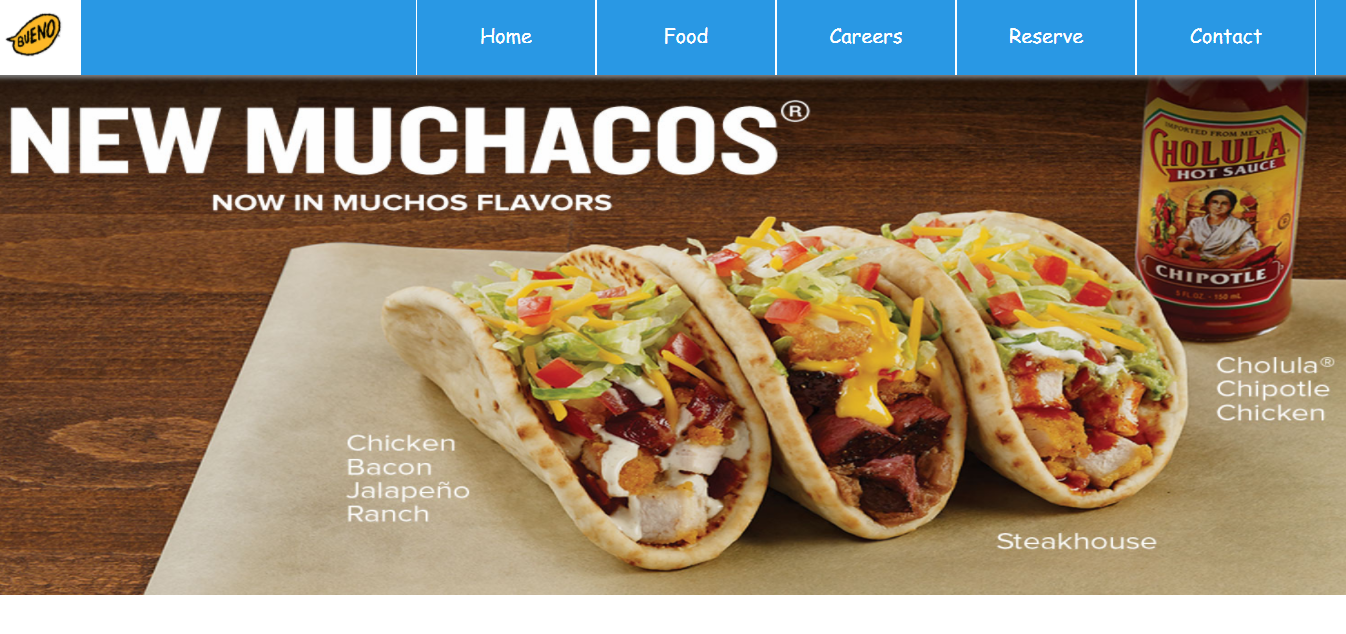 BUENO
Home
Food
Careers
Reserve
Contact
NEW MUCHACOS®
NOW IN MUCHOS FLAVORS
IMPORTED FROM MEXICO
CHOLULA
HOT SAUCE
CHIPOTLE
5 FL.OZ. - 150 mL
Cholula®
Chipotle
Chicken
Chicken
Bacon
Jalapeño
Ranch
Steakhouse